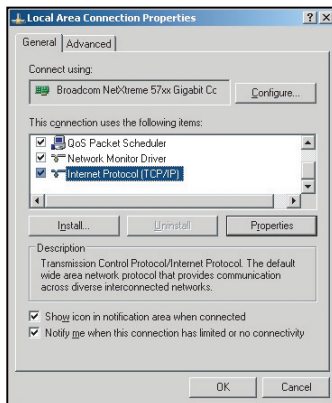 Local Area Connection Properties
General Advanced
Connect using:
Broadcom NetXtreme 57xx Gigabit Cc
Configure...
This connection uses the following items:
QoS Packet Scheduler
Network Monitor Driver
Internet Protocol (TCP/IP)
Install... Uninstall Properties
Description
Transmission Control Protocol/Internet Protocol. The default
wide area network protocol that provides communication
across diverse interconnected networks.
Show icon in notification area when connected
Notify me when this connection has limited or no connectivity
OK Cancel